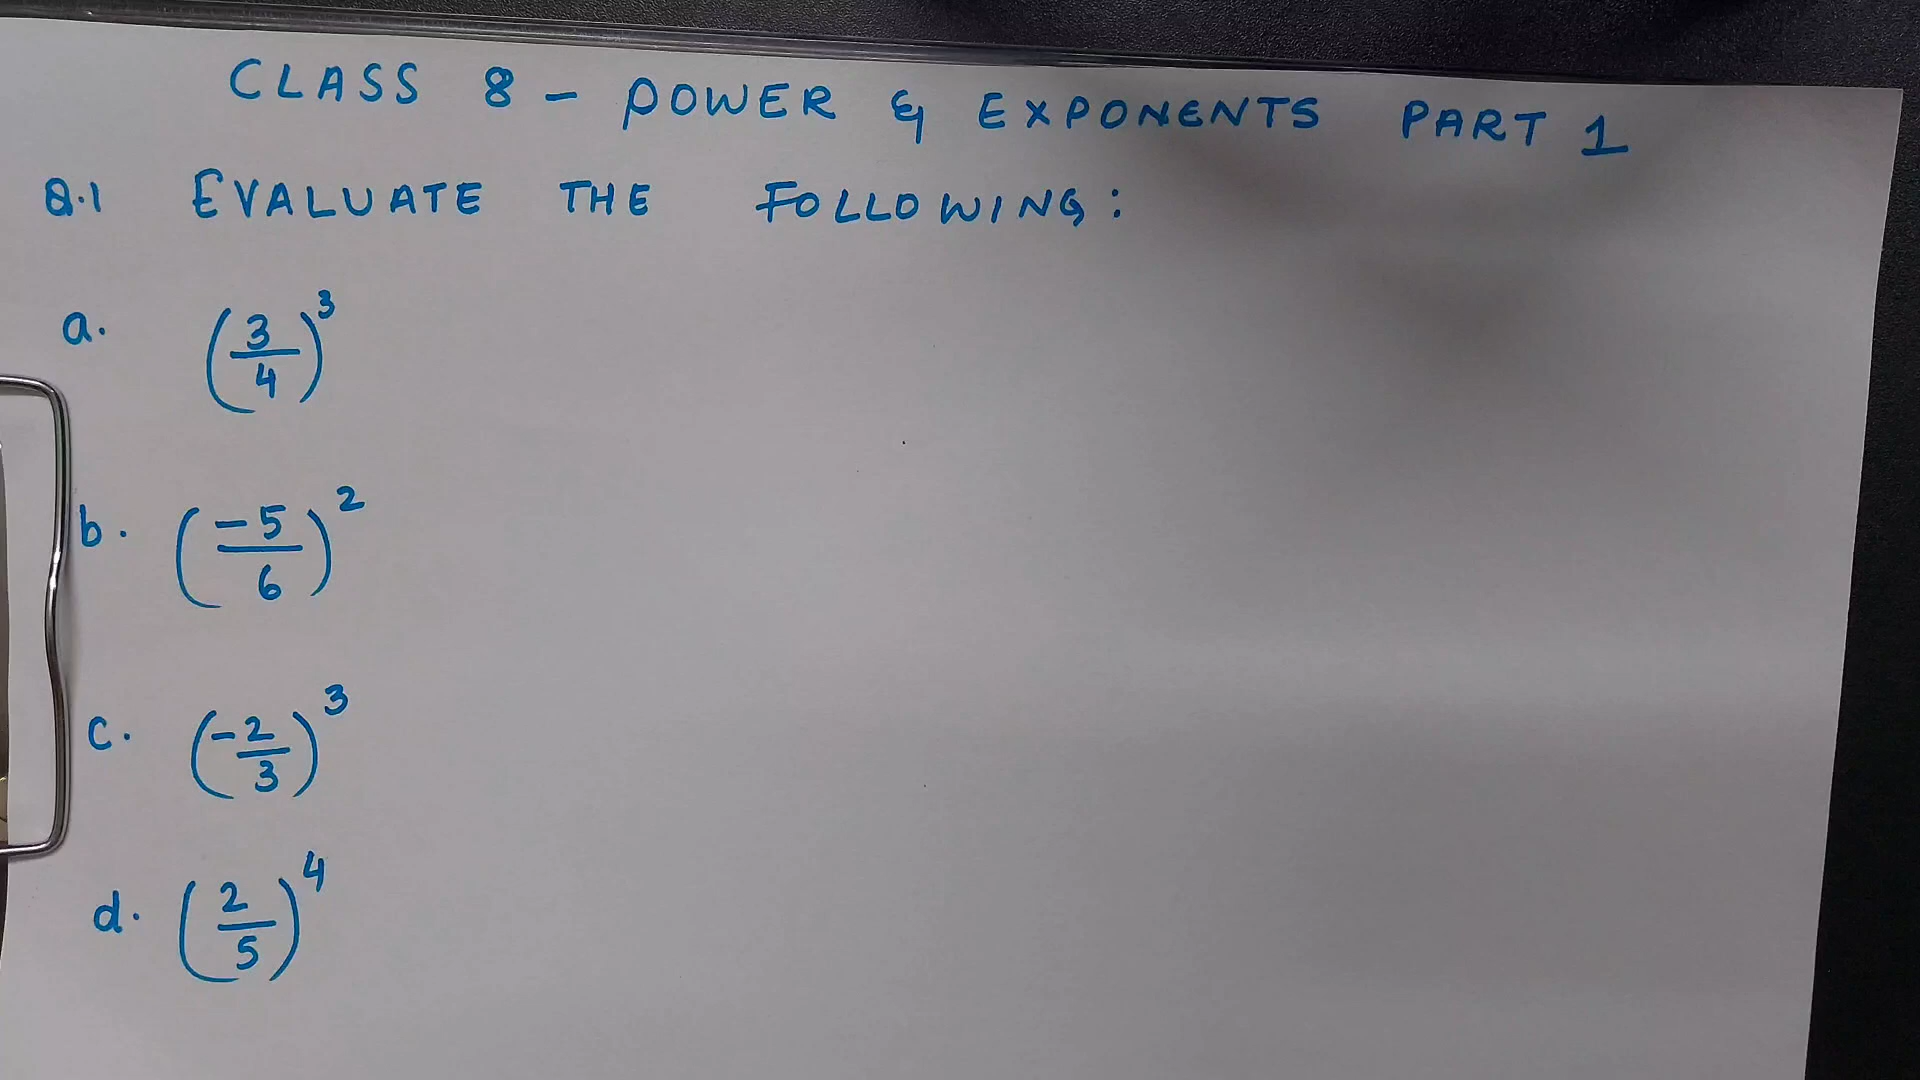 CLASS 8 - POWER & EXPONENTS PART 1
Q.1 EVALUATE THE FOLLOWING:
a. (3/4)^3
b. (-5/6)^2
c. (-2/3)^3
d. (2/5)^4